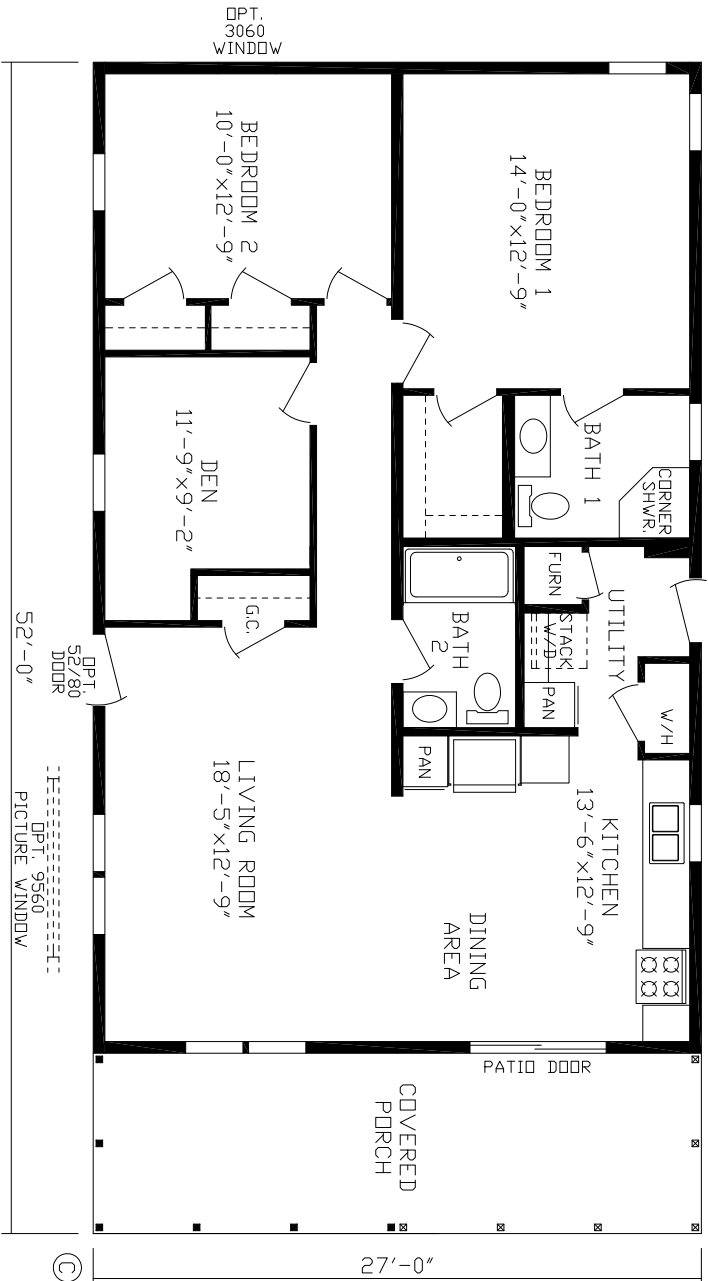 OPT.
3060
WINDOW
BEDROOM 2
10'-0"x12'-9"
BEDROOM 1
14'-0"x12'-9"
DEN
11'-9"x9'-2"
BATH 1
CORNER
SHWR.
G.C.
BATH
2
FURN
UTILITY
STACK
W/D
PAN
W/H
PAN
52'-0"
OPT.
52/80
DOOR
OPT. 9560
PICTURE WINDOW
LIVING ROOM
18'-5"x12'-9"
KITCHEN
13'-6"x12'-9"
DINING
AREA
PATIO DOOR
COVERED
PORCH
27'-0"
C